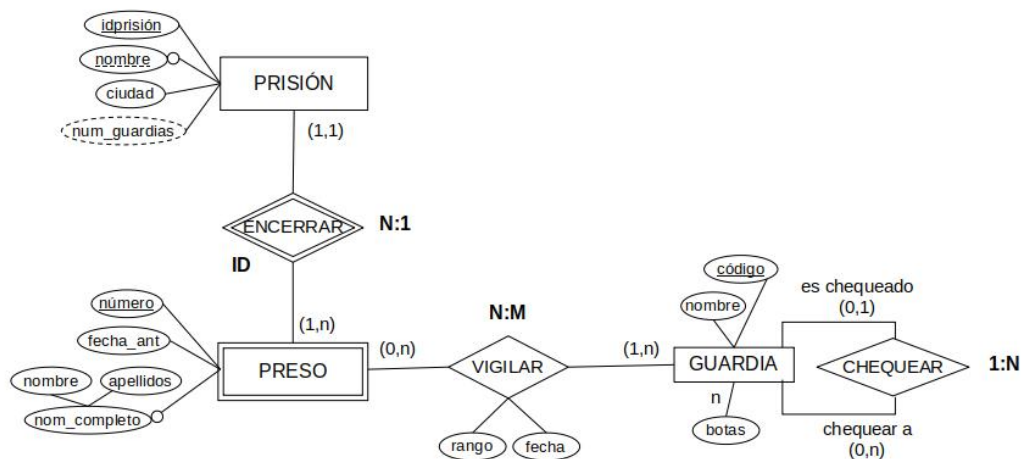 idprisión
nombre
ciudad
num_guardias
PRISIÓN
(1,1)
ENCERRAR
N:1
ID
(1,n)
número
fecha_ant
nombre
apellidos
nom_completo
PRESO
(0,n)
N:M
VIGILAR
rango
fecha
(1,n)
código
nombre
GUARDIA
n
botas
es chequeado
(0,1)
CHEQUEAR
1:N
chequear a
(0,n)